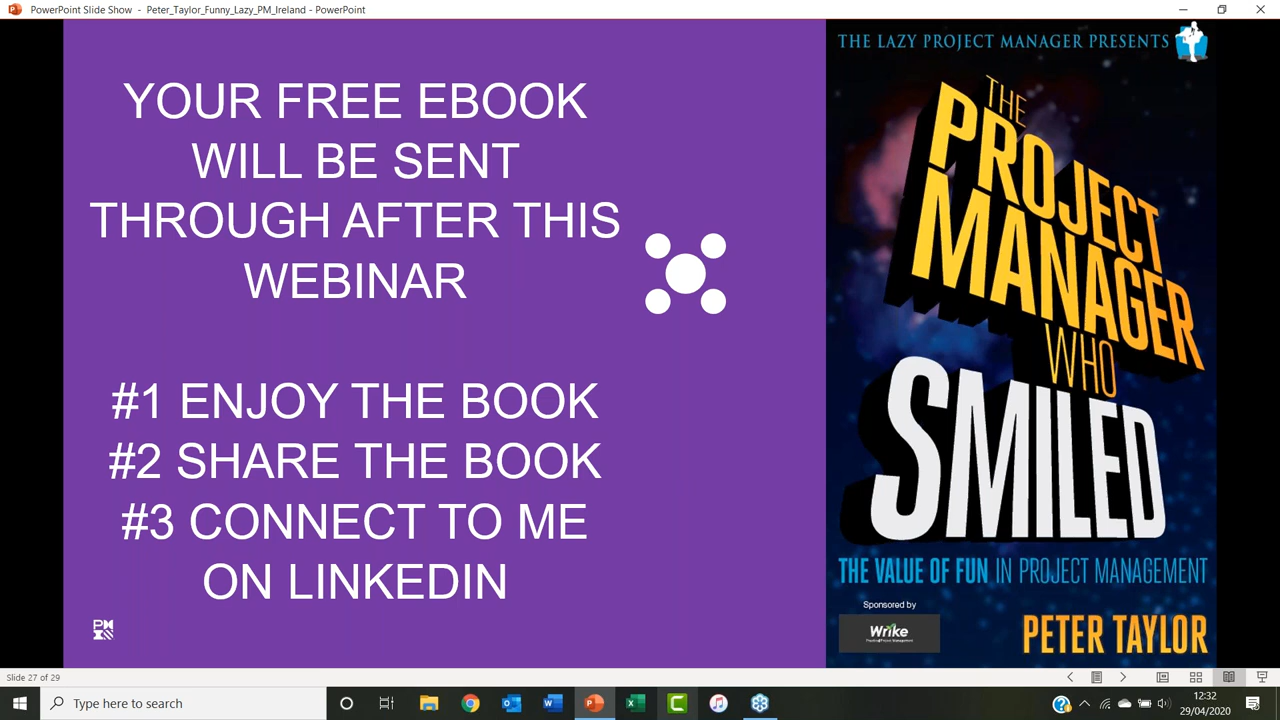 PowerPoint Slide Show - Peter_Taylor_Funny_Lazy_PM_Ireland - PowerPoint
YOUR FREE EBOOK
WILL BE SENT
THROUGH AFTER THIS
WEBINAR
#1 ENJOY THE BOOK
#2 SHARE THE BOOK
#3 CONNECT TO ME
ON LINKEDIN
THE LAZY PROJECT MANAGER PRESENTS
THE
PROJECT
MANAGER
WHO
SMILED
THE VALUE OF FUN IN PROJECT MANAGEMENT
Sponsored by
Wrike
PETER TAYLOR
Slide 27 of 29
Type here to search
12:32
29/04/2020